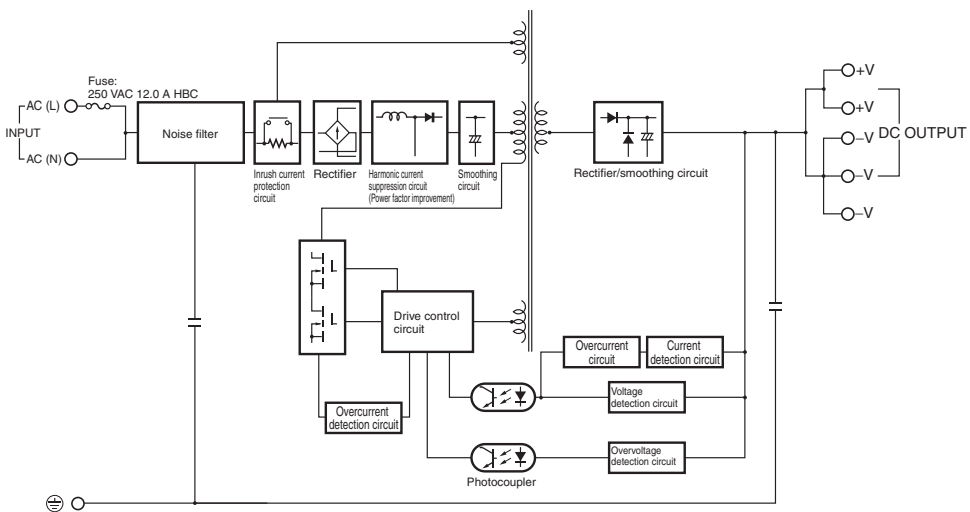 Fuse:
250 VAC 12.0 A HBC
AC (L)
INPUT
AC (N)
Noise filter
Inrush current
protection
circuit
Rectifier
Harmonic current
suppression circuit
(Power factor improvement)
Smoothing
circuit
Rectifier/smoothing circuit
+V
+V
–V
DC OUTPUT
–V
–V
Drive control
circuit
Overcurrent
detection circuit
Overcurrent
circuit
Current
detection circuit
Voltage
detection circuit
Overvoltage
detection circuit
Photocoupler